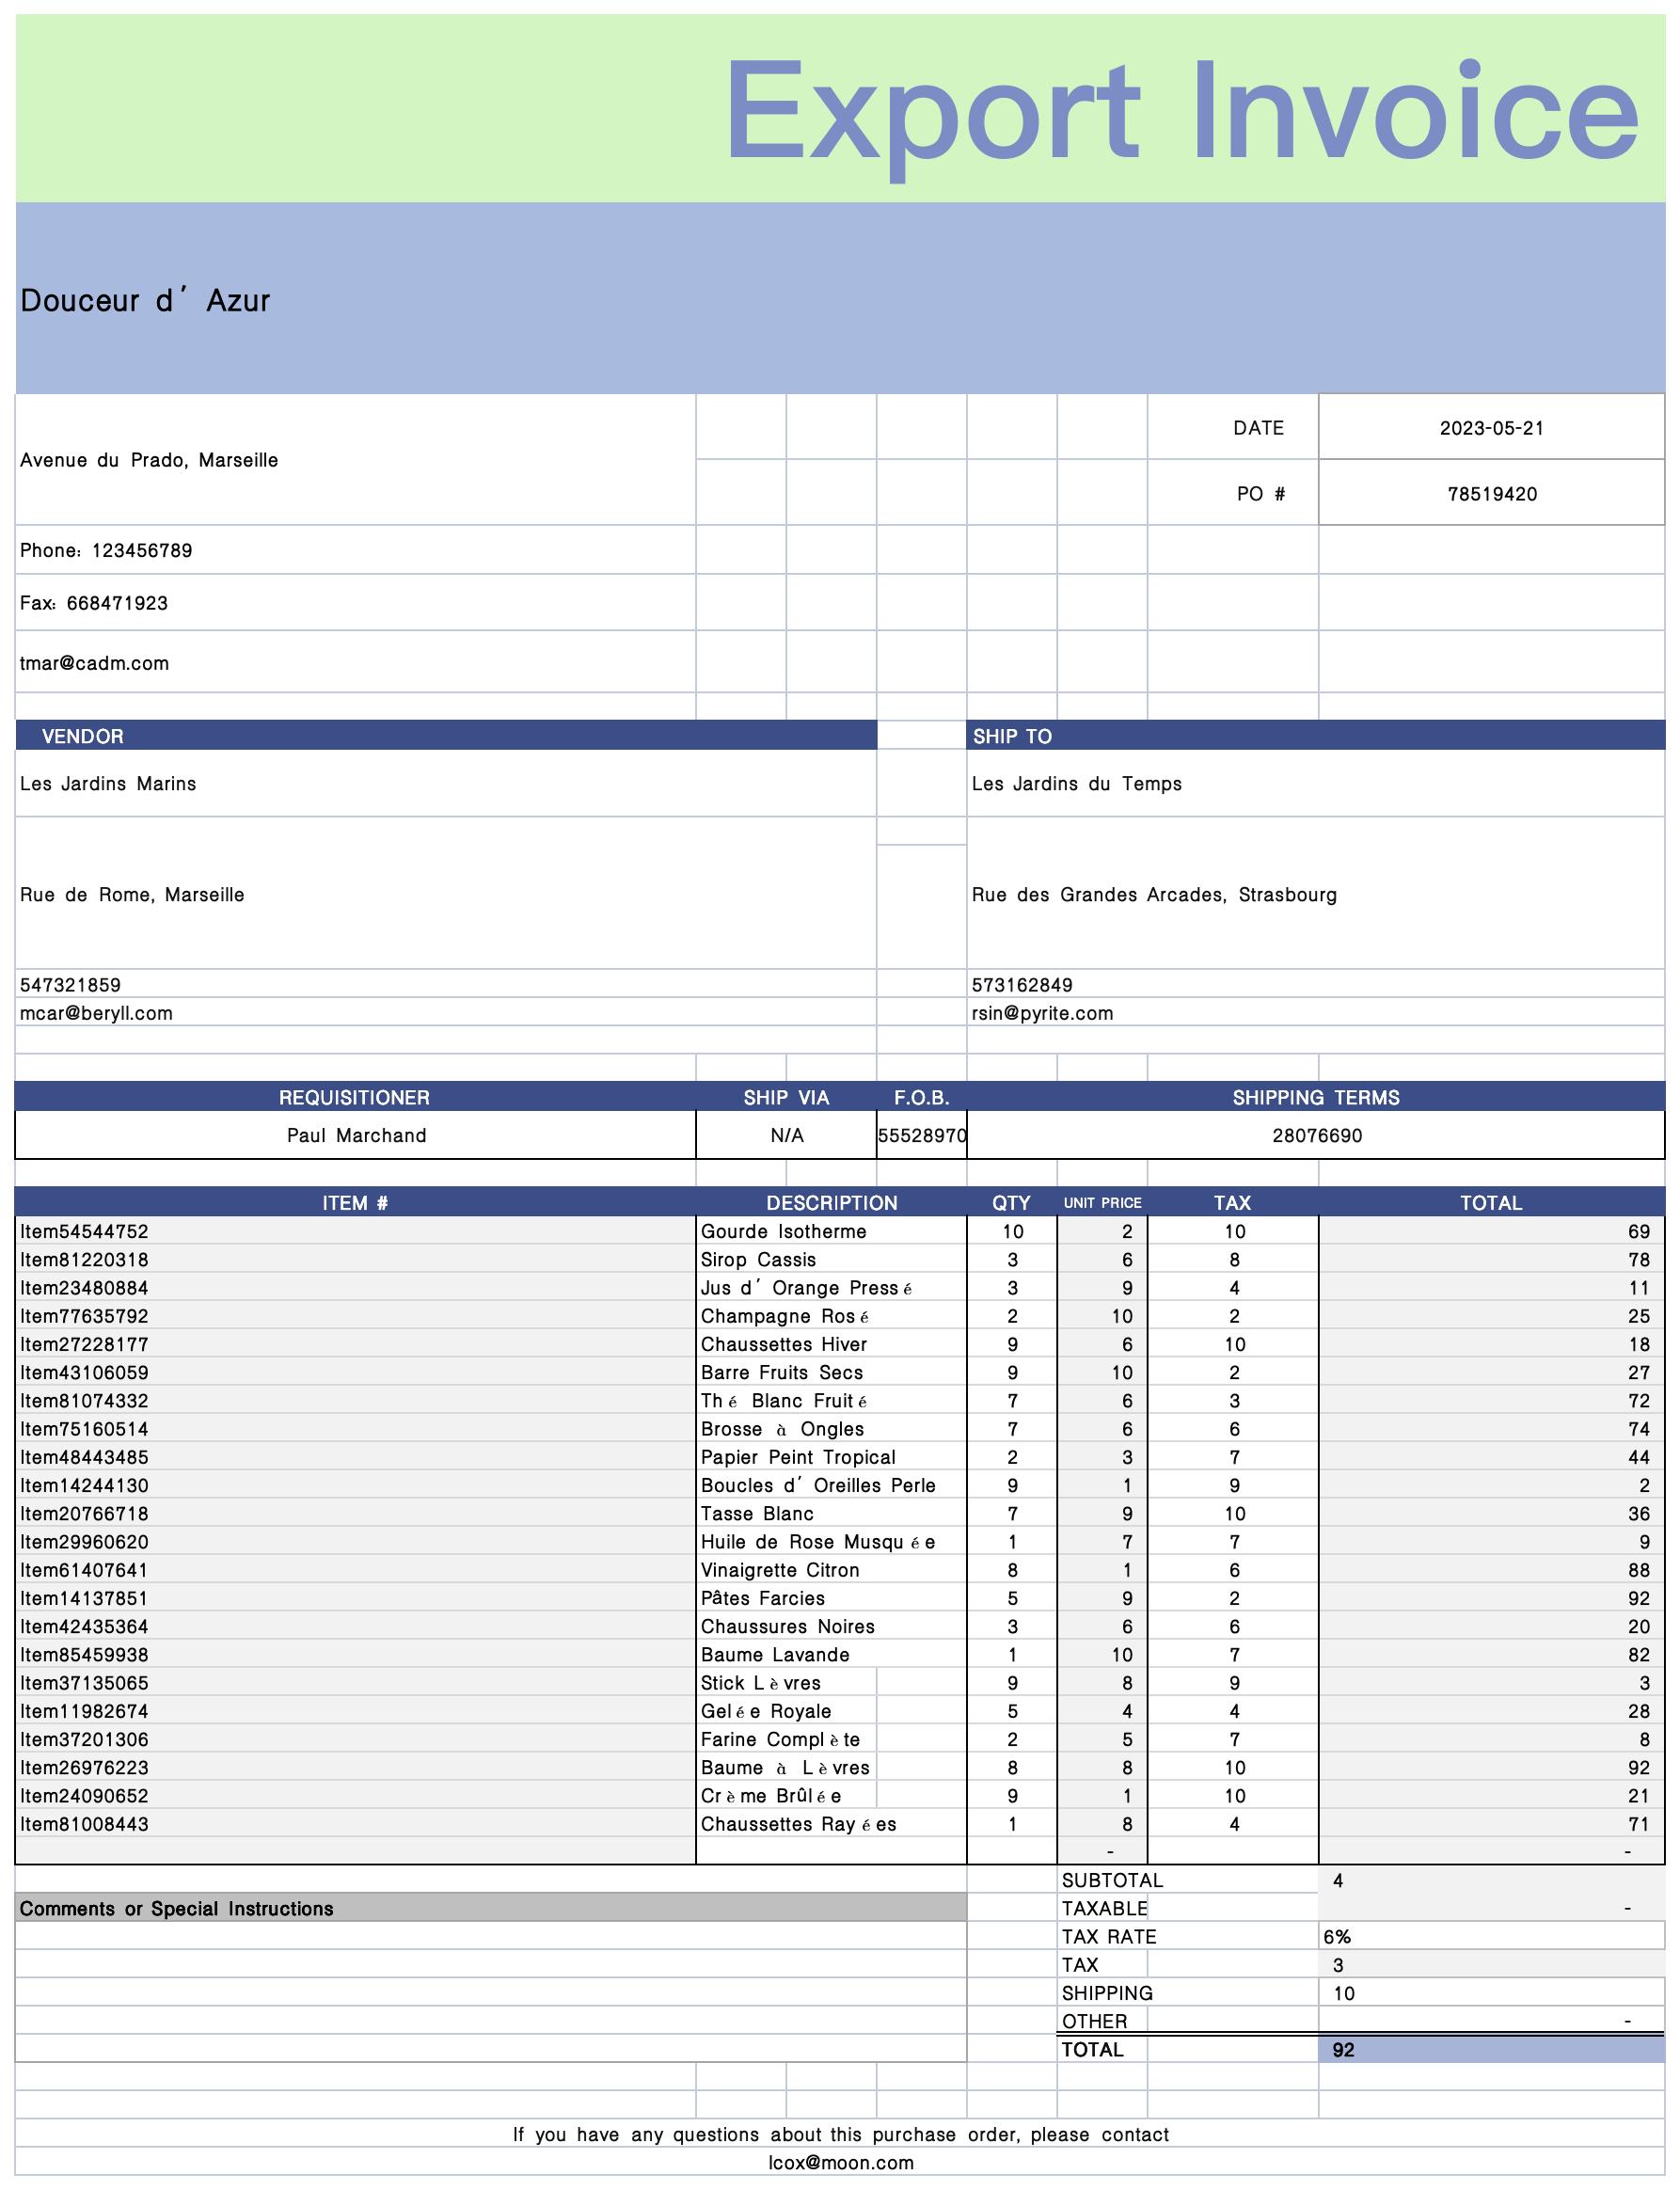 Export Invoice
Douceur d’ Azur
Avenue du Prado, Marseille
DATE 2023-05-21
PO # 78519420
Phone: 123456789
Fax: 668471923
tmar@cadm.com
VENDOR SHIP TO
Les Jardins Marins Les Jardins du Temps
Rue de Rome, Marseille Rue des Grandes Arcades, Strasbourg
547321859 573162849
mcar@beryll.com rsin@pyrite.com
REQUISITIONER SHIP VIA F.O.B. SHIPPING TERMS
Paul Marchand N/A 55528970 28076690
ITEM # DESCRIPTION QTY UNIT PRICE TAX TOTAL
Item54544752 Gourde Isotherme 10 2 10 69
Item81220318 Sirop Cassis 3 6 8 78
Item23480884 Jus d’ Orange Pressé 3 9 4 11
Item77635792 Champagne Rosé 2 10 2 25
Item27228177 Chaussettes Hiver 9 6 10 18
Item43106059 Barre Fruits Secs 9 10 2 27
Item81074332 Thé Blanc Fruité 7 6 3 72
Item75160514 Brosse à Ongles 7 6 6 74
Item48443485 Papier Peint Tropical 2 3 7 44
Item14244130 Boucles d’ Oreilles Perle 9 1 9 2
Item20766718 Tasse Blanc 7 9 10 36
Item29960620 Huile de Rose Musquée 1 7 7 9
Item61407641 Vinaigrette Citron 8 1 6 88
Item14137851 Pâtes Farcies 5 9 2 92
Item42435364 Chaussures Noires 3 6 6 20
Item85459938 Baume Lavande 1 10 7 82
Item37135065 Stick Lèvres 9 8 9 3
Item11982674 Gelée Royale 5 4 4 28
Item37201306 Farine Complète 2 5 7 8
Item26976223 Baume à Lèvres 8 8 10 92
Item24090652 Crème Brûlée 9 1 10 21
Item81008443 Chaussettes Rayées 1 8 4 71
- -
SUBTOTAL 4
Comments or Special Instructions TAXABLE -
TAX RATE 6%
TAX 3
SHIPPING 10
OTHER -
TOTAL 92
If you have any questions about this purchase order, please contact
lcox@moon.com